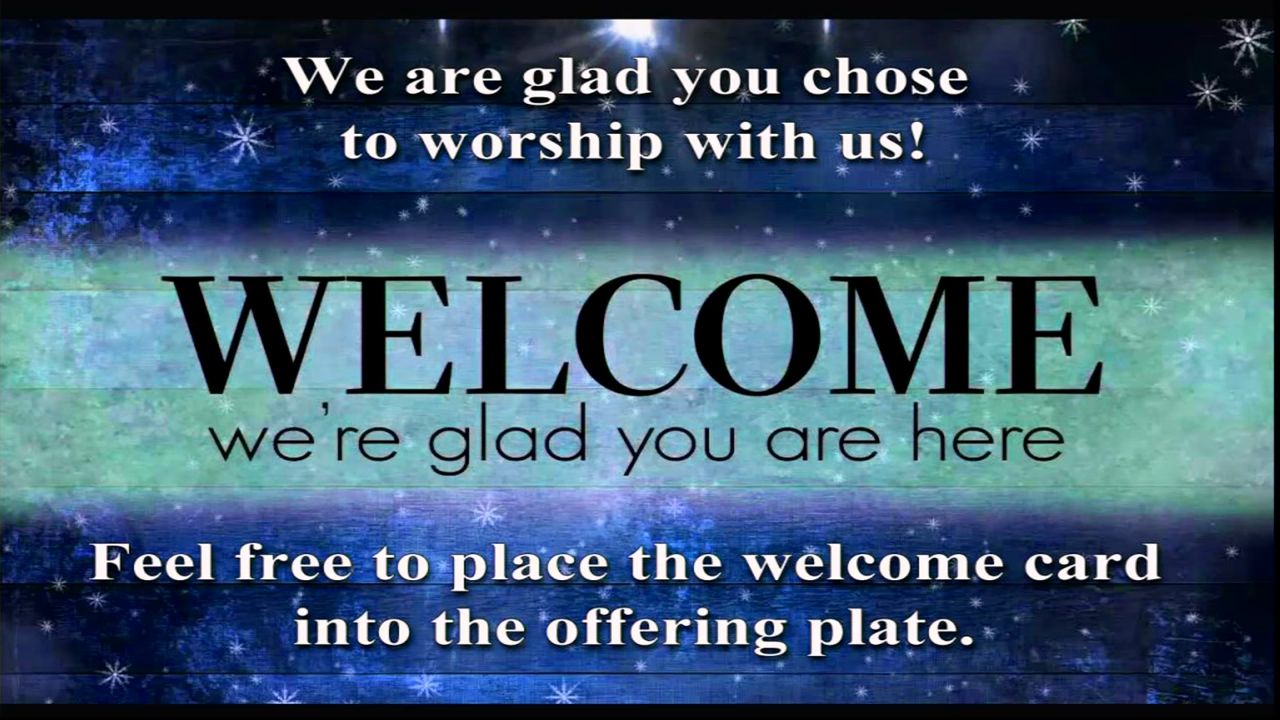 We are glad you chose
to worship with us!
WELCOME
we're glad you are here
Feel free to place the welcome card
into the offering plate.